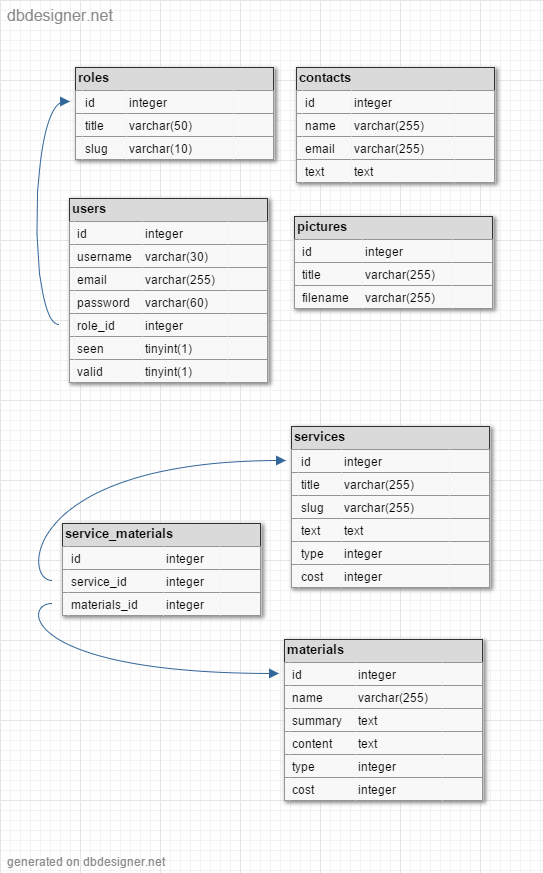 dbdesigner.net
roles
id integer
title varchar(50)
slug varchar(10)
contacts
id integer
name varchar(255)
email varchar(255)
text text
users
id integer
username varchar(30)
email varchar(255)
password varchar(60)
role_id integer
seen tinyint(1)
valid tinyint(1)
pictures
id integer
title varchar(255)
filename varchar(255)
services
id integer
title varchar(255)
slug varchar(255)
text text
type integer
cost integer
service_materials
id integer
service_id integer
materials_id integer
materials
id integer
name varchar(255)
summary text
content text
type integer
cost integer
generated on dbdesigner.net